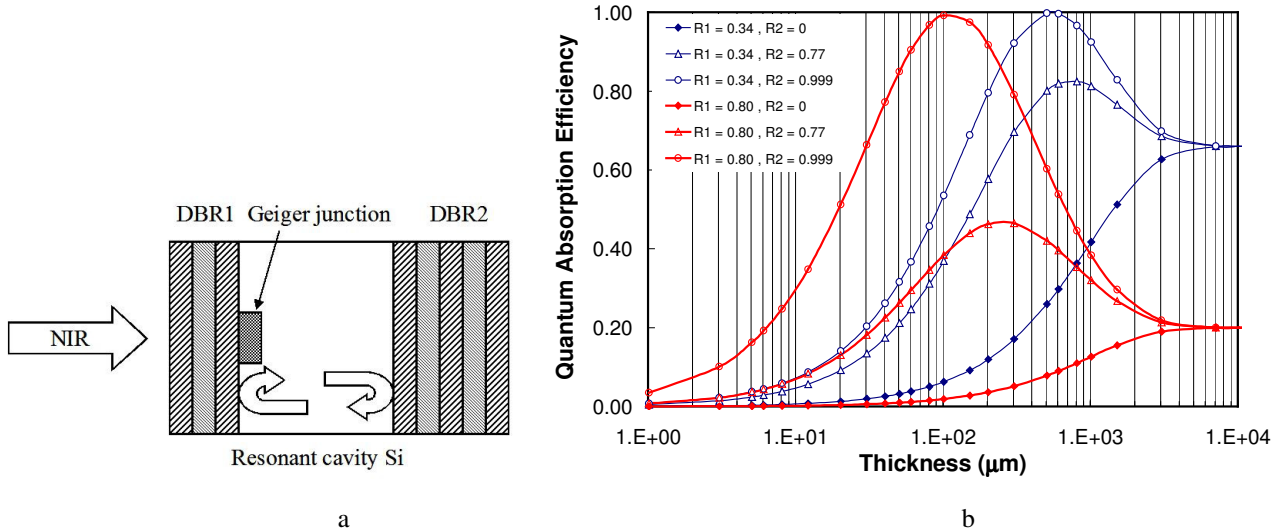 DBR1
Geiger junction
DBR2
NIR
Resonant cavity Si
a
Quantum Absorption Efficiency
1.00
0.80
0.60
0.40
0.20
0.00
R1 = 0.34 , R2 = 0
R1 = 0.34 , R2 = 0.77
R1 = 0.34 , R2 = 0.999
R1 = 0.80 , R2 = 0
R1 = 0.80 , R2 = 0.77
R1 = 0.80 , R2 = 0.999
1.E+00 1.E+01 1.E+02 1.E+03 1.E+04
Thickness (μm)
b